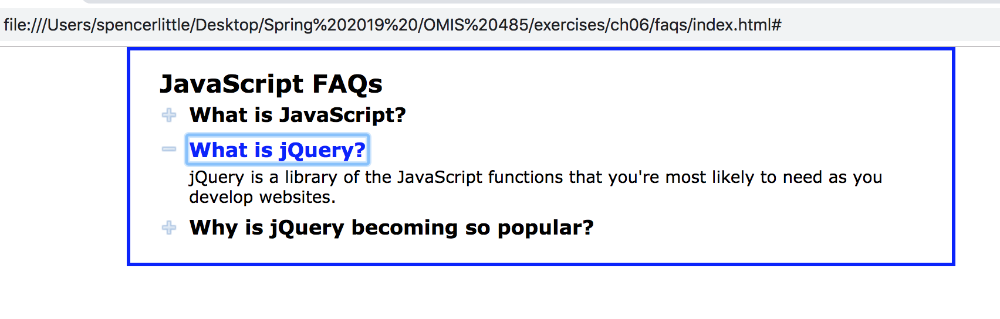 file:///Users/spencerlittle/Desktop/Spring%202019%20/OMIS%20485/exercises/ch06/faqs/index.html#
JavaScript FAQs
What is JavaScript?
What is jQuery?
jQuery is a library of the JavaScript functions that you're most likely to need as you
develop websites.
Why is jQuery becoming so popular?